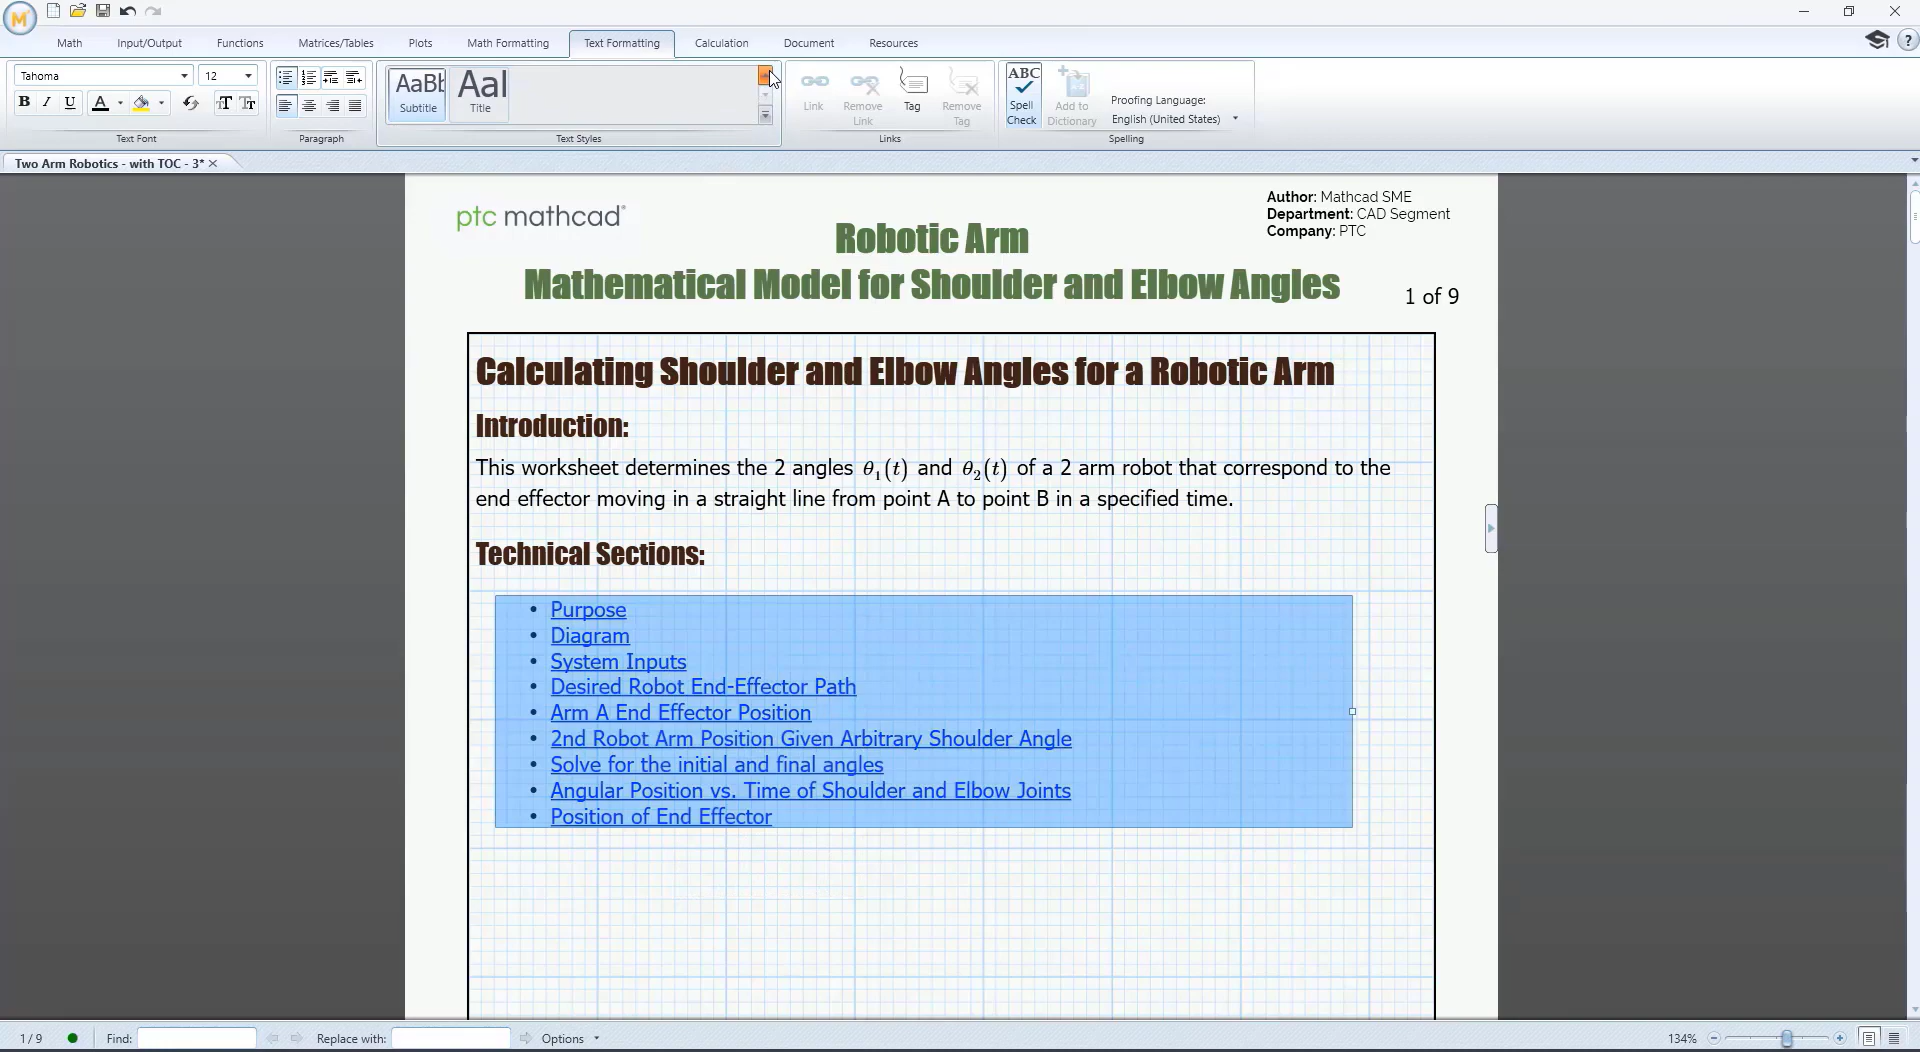 Math Input/Output Functions Matrices/Tables Plots Math Formatting Text Formatting Calculation Document Resources
Tahoma 12
B I U A
Text Font
Paragraph
AaBb AaI
Subtitle Title
Text Styles
Link Remove Link Tag Remove Tag
Links
ABC Spell Check Add to Dictionary
Proofing Language:
English (United States)
Spelling
Two Arm Robotics - with TOC - 3*
ptc mathcad®
Author: Mathcad SME
Department: CAD Segment
Company: PTC
Robotic Arm
Mathematical Model for Shoulder and Elbow Angles
1 of 9
Calculating Shoulder and Elbow Angles for a Robotic Arm
Introduction:
This worksheet determines the 2 angles θ₁(t) and θ₂(t) of a 2 arm robot that correspond to the
end effector moving in a straight line from point A to point B in a specified time.
Technical Sections:
• Purpose
• Diagram
• System Inputs
• Desired Robot End-Effector Path
• Arm A End Effector Position
• 2nd Robot Arm Position Given Arbitrary Shoulder Angle
• Solve for the initial and final angles
• Angular Position vs. Time of Shoulder and Elbow Joints
• Position of End Effector
1 / 9 Find: Replace with: Options 134%